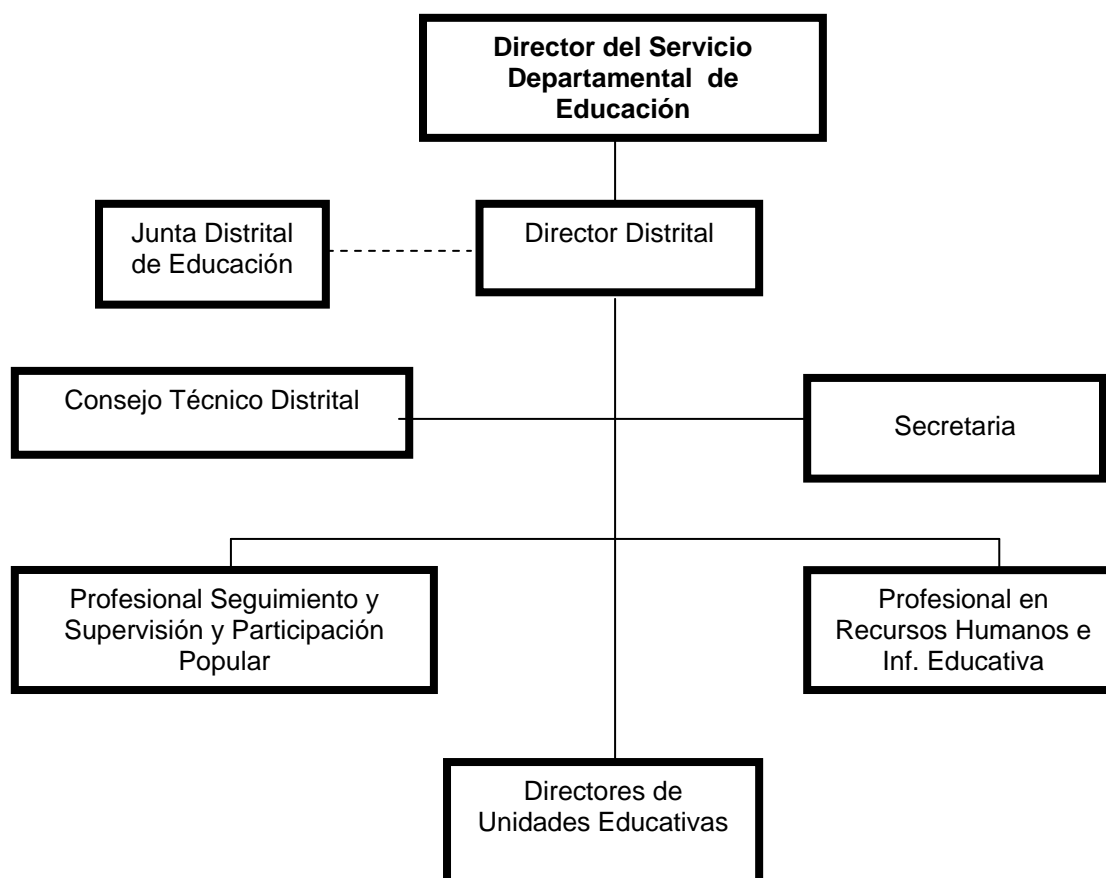 Director del Servicio
Departamental de
Educación
Junta Distrital
de Educación
Director Distrital
Consejo Técnico Distrital
Secretaria
Profesional Seguimiento y
Supervisión y Participación
Popular
Profesional en
Recursos Humanos e
Inf. Educativa
Directores de
Unidades Educativas